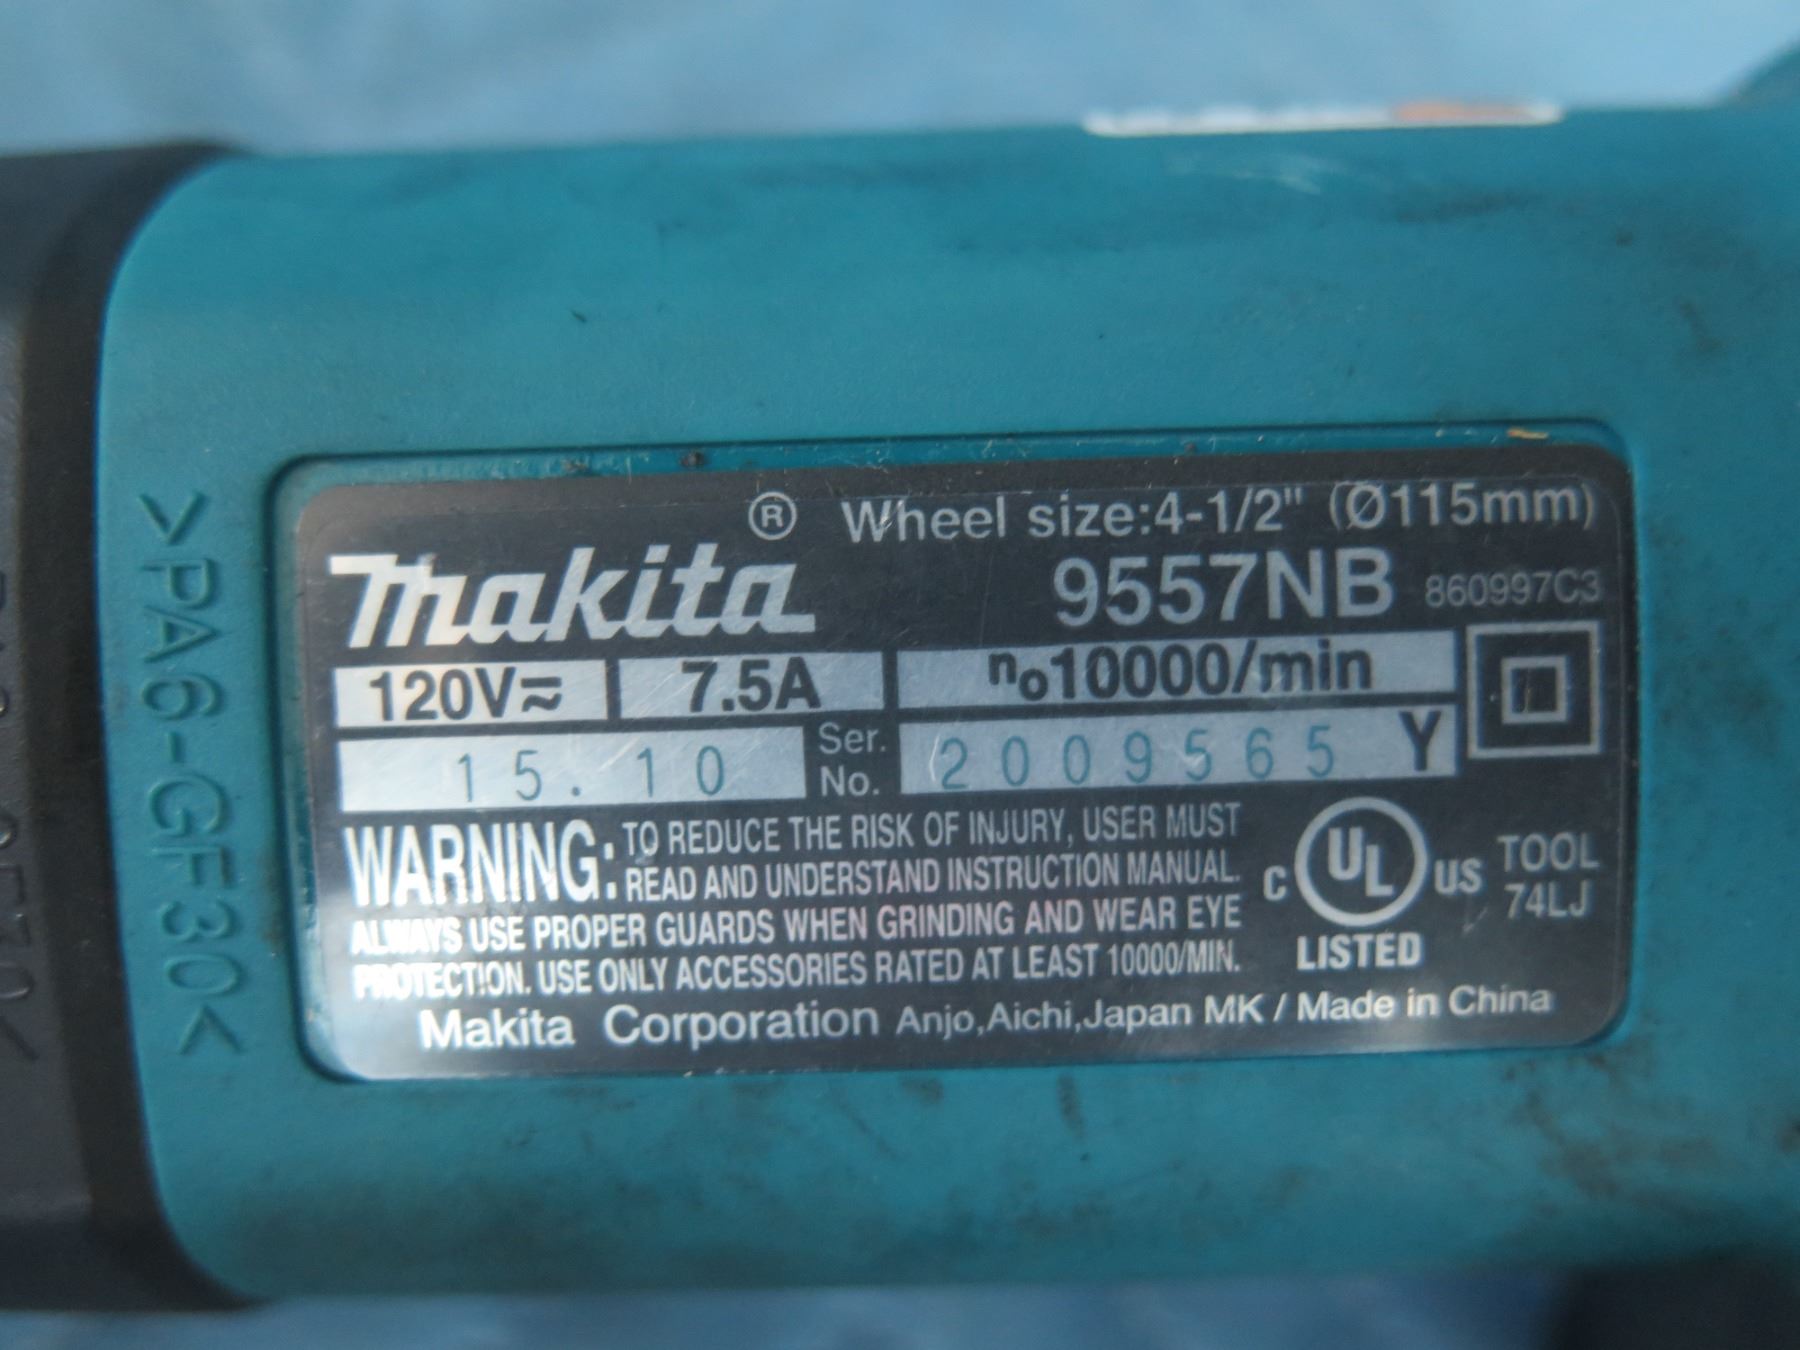 ® Wheel size:4-1/2" (Ø115mm)
makita 9557NB 860997C3
120V⎓ 7.5A no10000/min
15.10 Ser. No. 2009565 Y
WARNING: TO REDUCE THE RISK OF INJURY, USER MUST
READ AND UNDERSTAND INSTRUCTION MANUAL.
ALWAYS USE PROPER GUARDS WHEN GRINDING AND WEAR EYE
PROTECTION. USE ONLY ACCESSORIES RATED AT LEAST 10000/MIN.
C UL US
LISTED
TOOL
74LJ
Makita Corporation Anjo,Aichi,Japan MK / Made in China
>PA6-GF30<